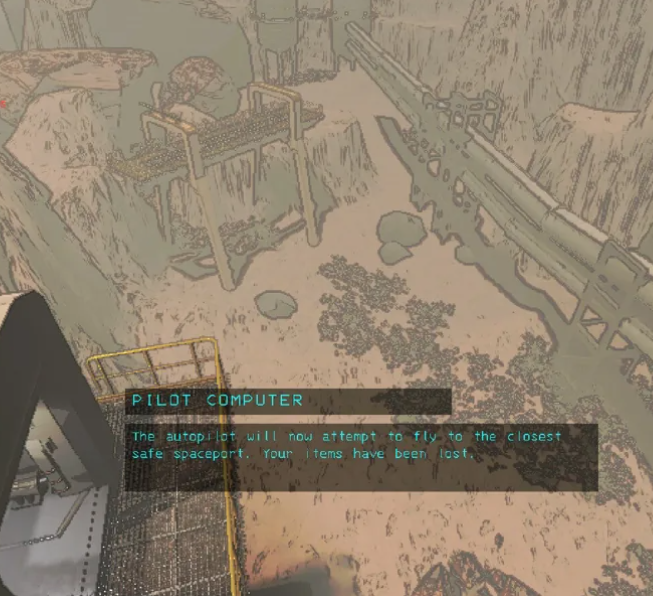 PILOT COMPUTER
The autopilot will now attempt to fly to the closest
safe spaceport. Your items have been lost.